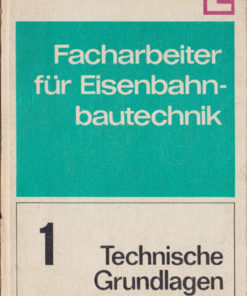 Facharbeiter
für Eisenbahn-
bautechnik
1
Technische
Grundlagen